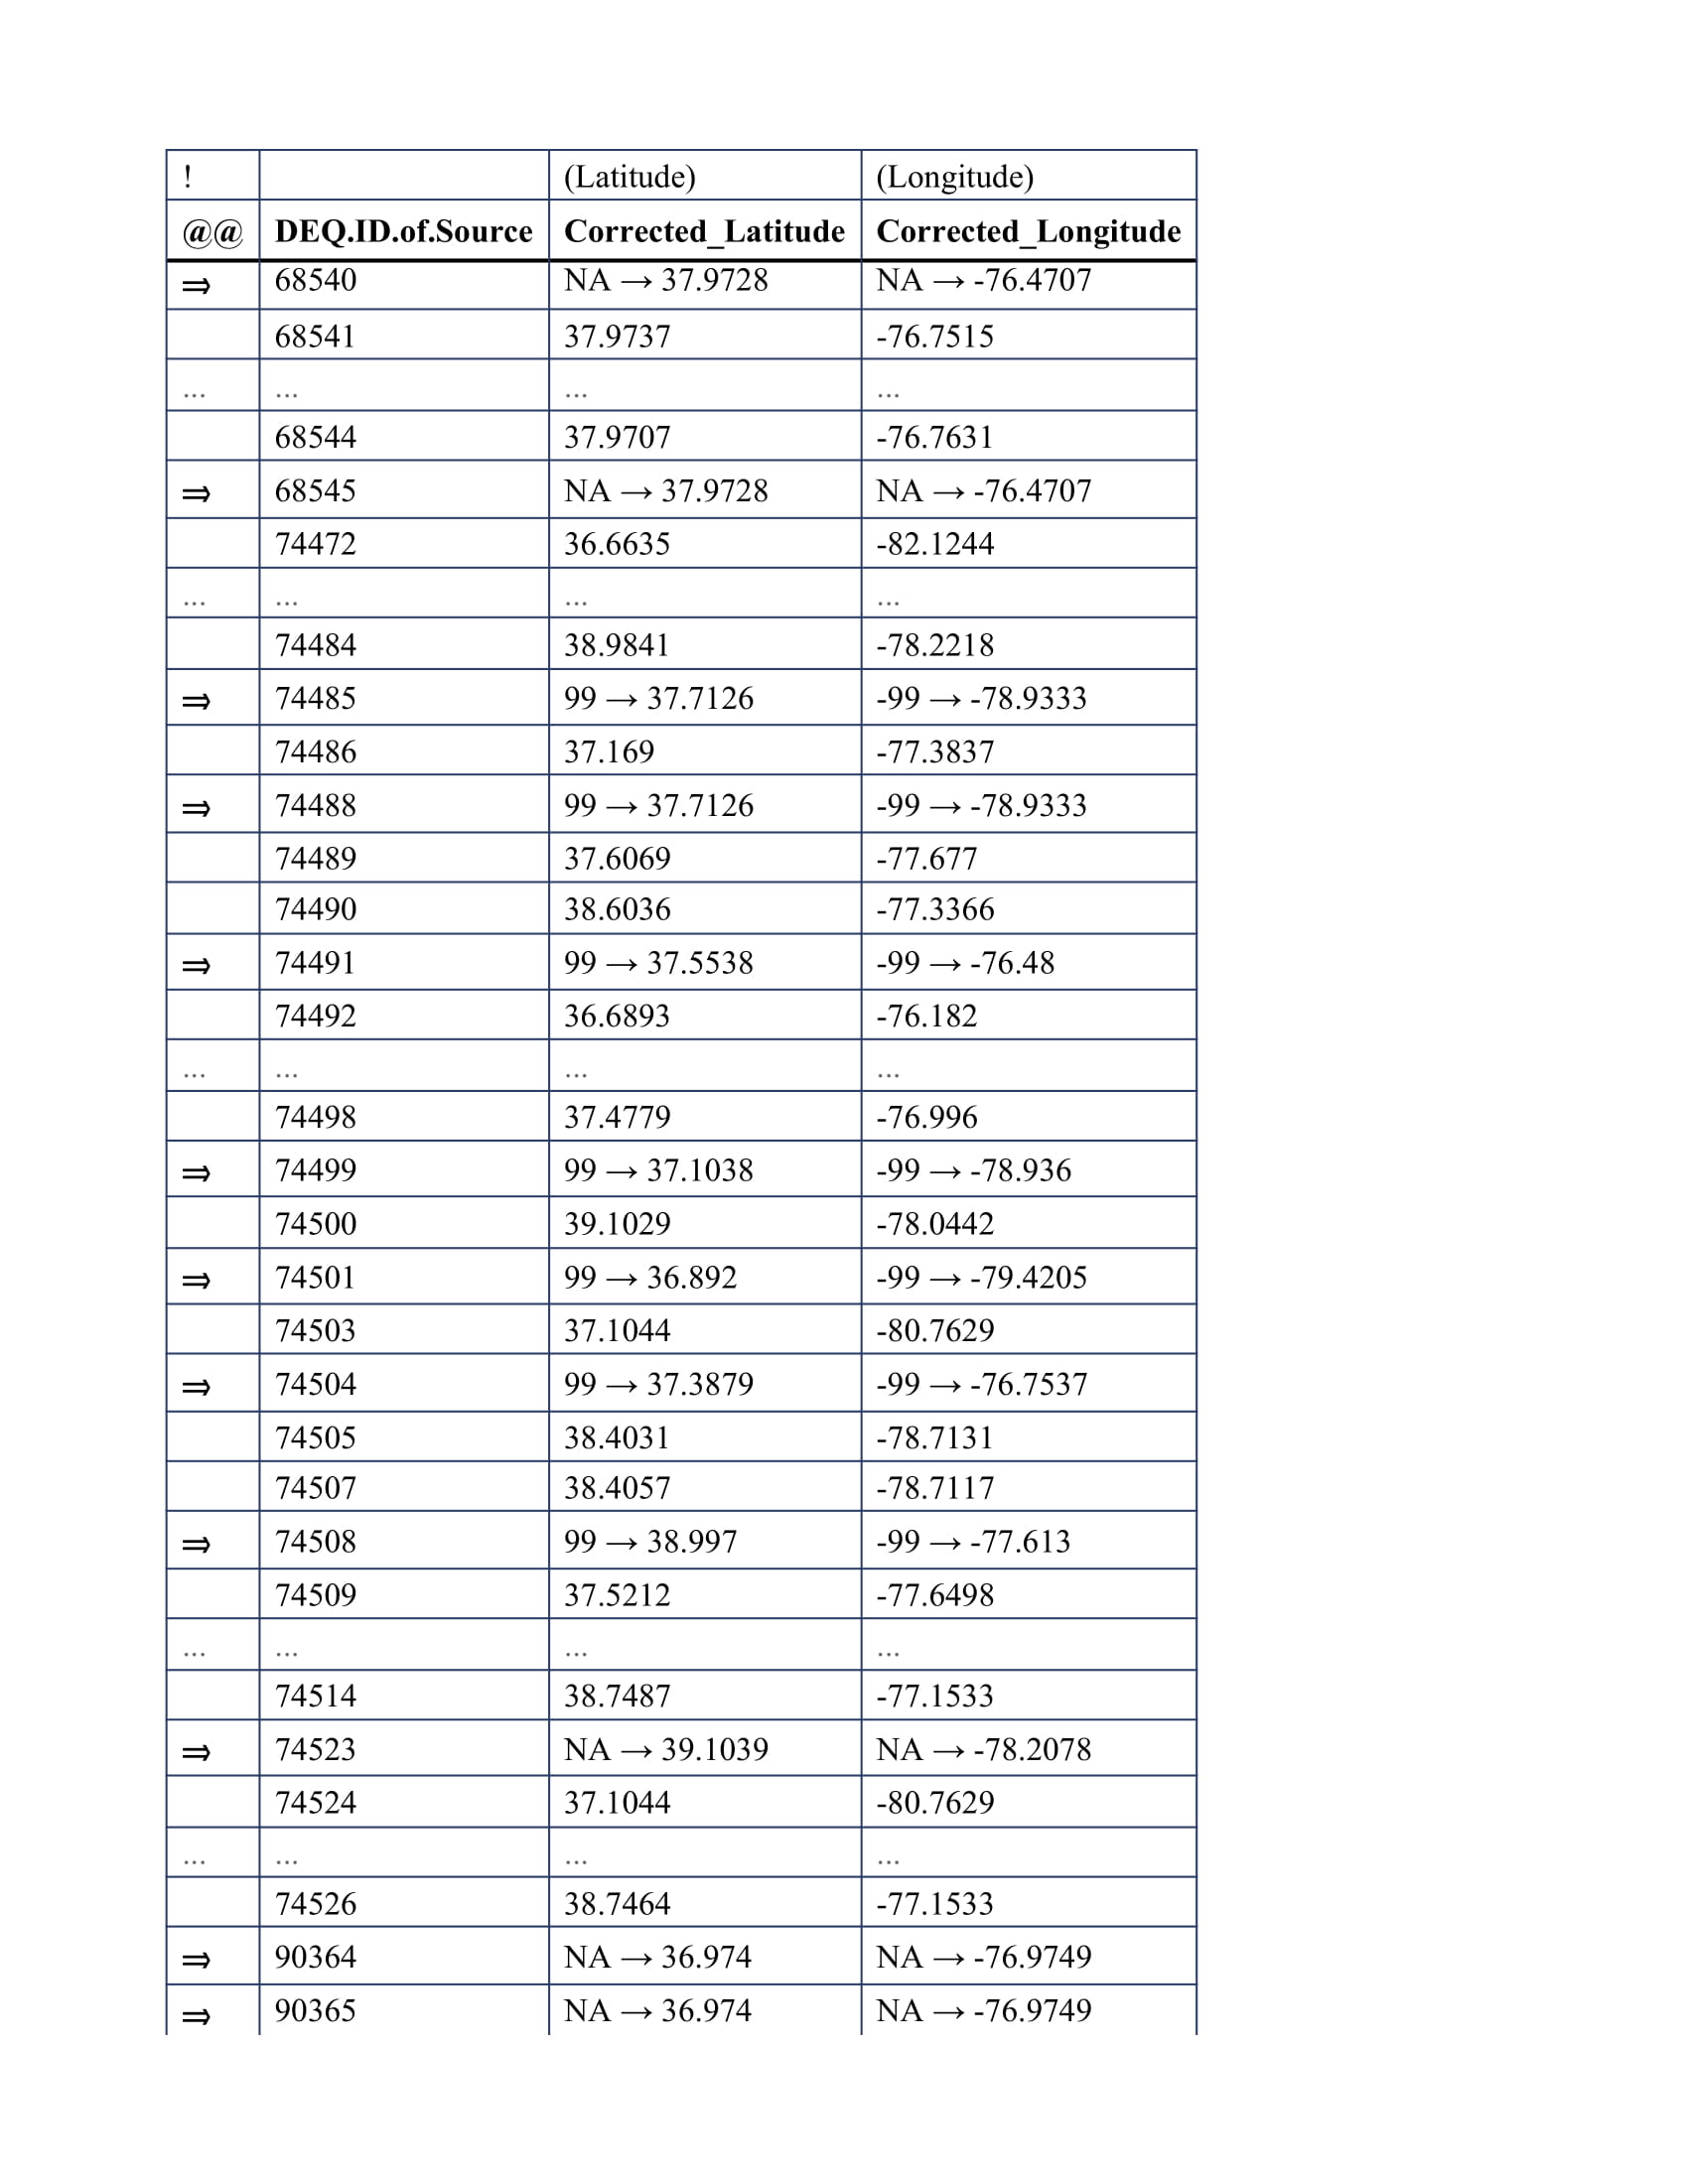 ! (Latitude) (Longitude)
@@ DEQ.ID.of.Source Corrected_Latitude Corrected_Longitude
⇒ 68540 NA → 37.9728 NA → -76.4707
68541 37.9737 -76.7515
... ... ... ...
68544 37.9707 -76.7631
⇒ 68545 NA → 37.9728 NA → -76.4707
74472 36.6635 -82.1244
... ... ... ...
74484 38.9841 -78.2218
⇒ 74485 99 → 37.7126 -99 → -78.9333
74486 37.169 -77.3837
⇒ 74488 99 → 37.7126 -99 → -78.9333
74489 37.6069 -77.677
74490 38.6036 -77.3366
⇒ 74491 99 → 37.5538 -99 → -76.48
74492 36.6893 -76.182
... ... ... ...
74498 37.4779 -76.996
⇒ 74499 99 → 37.1038 -99 → -78.936
74500 39.1029 -78.0442
⇒ 74501 99 → 36.892 -99 → -79.4205
74503 37.1044 -80.7629
⇒ 74504 99 → 37.3879 -99 → -76.7537
74505 38.4031 -78.7131
74507 38.4057 -78.7117
⇒ 74508 99 → 38.997 -99 → -77.613
74509 37.5212 -77.6498
... ... ... ...
74514 38.7487 -77.1533
⇒ 74523 NA → 39.1039 NA → -78.2078
74524 37.1044 -80.7629
... ... ... ...
74526 38.7464 -77.1533
⇒ 90364 NA → 36.974 NA → -76.9749
⇒ 90365 NA → 36.974 NA → -76.9749